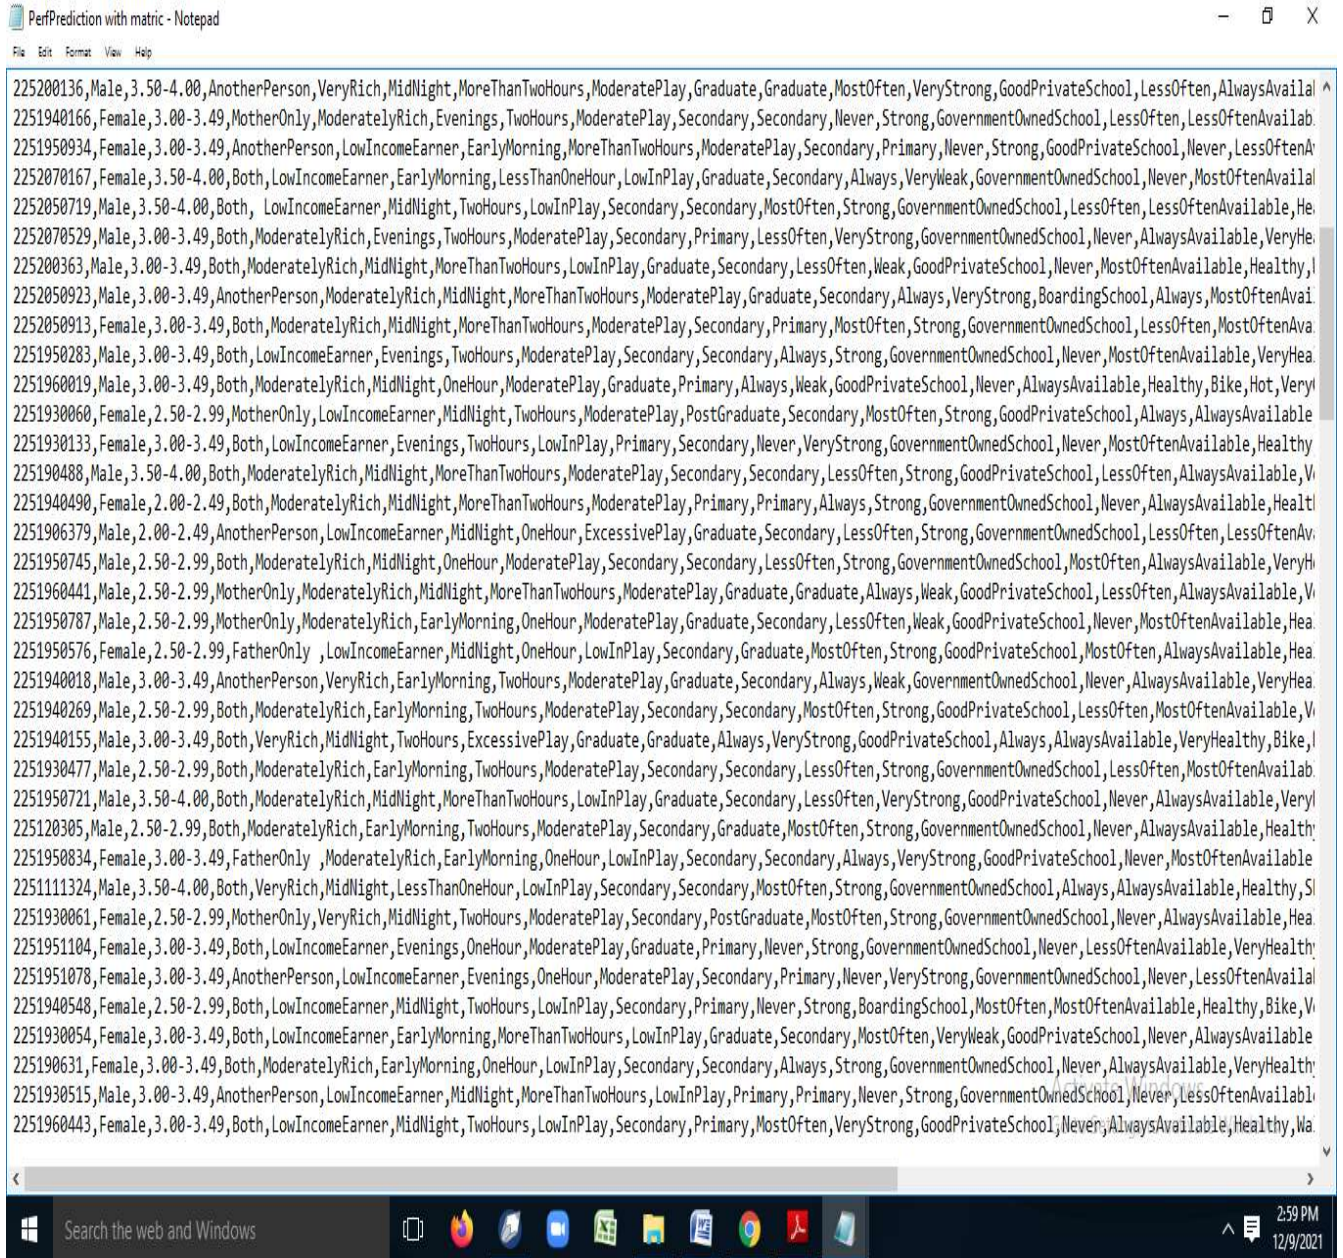 PerfPrediction with matric - Notepad
File Edit Format View Help
225200136,Male,3.50-4.00,AnotherPerson,VeryRich,MidNight,MoreThanTwoHours,ModeratePlay,Graduate,Graduate,MostOften,VeryStrong,GoodPrivateSchool,LessOften,AlwaysAvailal
2251940166,Female,3.00-3.49,MotherOnly,ModeratelyRich,Evenings,TwoHours,ModeratePlay,Secondary,Secondary,Never,Strong,GovernmentOwnedSchool,LessOften,LessOftenAvailab
2251950934,Female,3.00-3.49,AnotherPerson,LowIncomeEarner,EarlyMorning,MoreThanTwoHours,ModeratePlay,Secondary,Primary,Never,Strong,GoodPrivateSchool,Never,LessOftenA
2252070167,Female,3.50-4.00,Both,LowIncomeEarner,EarlyMorning,LessThanOneHour,LowInPlay,Graduate,Secondary,Always,VeryWeak,GovernmentOwnedSchool,Never,MostOftenAvailal
2252050719,Male,3.50-4.00,Both, LowIncomeEarner,MidNight,TwoHours,LowInPlay,Secondary,Secondary,MostOften,Strong,GovernmentOwnedSchool,LessOften,LessOftenAvailable,He
2252070529,Male,3.00-3.49,Both,ModeratelyRich,Evenings,TwoHours,ModeratePlay,Secondary,Primary,LessOften,VeryStrong,GovernmentOwnedSchool,Never,AlwaysAvailable,VeryHe
225200363,Male,3.00-3.49,Both,ModeratelyRich,MidNight,MoreThanTwoHours,LowInPlay,Graduate,Secondary,LessOften,Weak,GoodPrivateSchool,Never,MostOftenAvailable,Healthy,
2252050923,Male,3.00-3.49,AnotherPerson,ModeratelyRich,MidNight,MoreThanTwoHours,ModeratePlay,Graduate,Secondary,Always,VeryStrong,BoardingSchool,Always,MostOftenAvai
2252050913,Female,3.00-3.49,Both,ModeratelyRich,MidNight,MoreThanTwoHours,ModeratePlay,Secondary,Primary,MostOften,Strong,GovernmentOwnedSchool,LessOften,MostOftenAva
2251950283,Male,3.00-3.49,Both,LowIncomeEarner,Evenings,TwoHours,ModeratePlay,Secondary,Secondary,Always,Strong,GovernmentOwnedSchool,Never,MostOftenAvailable,VeryHea
2251960019,Male,3.00-3.49,Both,ModeratelyRich,MidNight,OneHour,ModeratePlay,Graduate,Primary,Always,Weak,GoodPrivateSchool,Never,AlwaysAvailable,Healthy,Bike,Hot,Very
2251930060,Female,2.50-2.99,MotherOnly,LowIncomeEarner,MidNight,TwoHours,ModeratePlay,PostGraduate,Secondary,MostOften,Strong,GoodPrivateSchool,Always,AlwaysAvailable
2251930133,Female,3.00-3.49,Both,LowIncomeEarner,Evenings,TwoHours,LowInPlay,Primary,Secondary,Never,VeryStrong,GovernmentOwnedSchool,Never,MostOftenAvailable,Healthy
225190488,Male,3.50-4.00,Both,ModeratelyRich,MidNight,MoreThanTwoHours,ModeratePlay,Secondary,Secondary,LessOften,Strong,GoodPrivateSchool,LessOften,AlwaysAvailable,V
2251940490,Female,2.00-2.49,Both,ModeratelyRich,MidNight,MoreThanTwoHours,ModeratePlay,Primary,Primary,Always,Strong,GovernmentOwnedSchool,Never,AlwaysAvailable,Healt
2251906379,Male,2.00-2.49,AnotherPerson,LowIncomeEarner,MidNight,OneHour,ExcessivePlay,Graduate,Secondary,LessOften,Strong,GovernmentOwnedSchool,LessOften,LessOftenAv
2251950745,Male,2.50-2.99,Both,ModeratelyRich,MidNight,OneHour,ModeratePlay,Secondary,Secondary,LessOften,Strong,GovernmentOwnedSchool,MostOften,AlwaysAvailable,VeryH
2251960441,Male,2.50-2.99,MotherOnly,ModeratelyRich,MidNight,MoreThanTwoHours,ModeratePlay,Graduate,Graduate,Always,Weak,GoodPrivateSchool,LessOften,AlwaysAvailable,V
2251950787,Male,2.50-2.99,MotherOnly,ModeratelyRich,EarlyMorning,OneHour,ModeratePlay,Graduate,Secondary,LessOften,Weak,GoodPrivateSchool,Never,MostOftenAvailable,Hea
2251950576,Female,2.50-2.99,FatherOnly ,LowIncomeEarner,MidNight,OneHour,LowInPlay,Secondary,Graduate,MostOften,Strong,GoodPrivateSchool,MostOften,AlwaysAvailable,Hea
2251940018,Male,3.00-3.49,AnotherPerson,VeryRich,EarlyMorning,TwoHours,ModeratePlay,Graduate,Secondary,Always,Weak,GovernmentOwnedSchool,Never,AlwaysAvailable,VeryHea
2251940269,Male,2.50-2.99,Both,ModeratelyRich,EarlyMorning,TwoHours,ModeratePlay,Secondary,Secondary,MostOften,Strong,GoodPrivateSchool,LessOften,MostOftenAvailable,V
2251940155,Male,3.00-3.49,Both,VeryRich,MidNight,TwoHours,ExcessivePlay,Graduate,Graduate,Always,VeryStrong,GoodPrivateSchool,Always,AlwaysAvailable,VeryHealthy,Bike,
2251930477,Male,2.50-2.99,Both,ModeratelyRich,EarlyMorning,TwoHours,ModeratePlay,Secondary,Secondary,LessOften,Strong,GovernmentOwnedSchool,LessOften,MostOftenAvailab
2251950721,Male,3.50-4.00,Both,ModeratelyRich,MidNight,MoreThanTwoHours,LowInPlay,Graduate,Secondary,LessOften,VeryStrong,GoodPrivateSchool,Never,AlwaysAvailable,Very
225120305,Male,2.50-2.99,Both,ModeratelyRich,EarlyMorning,TwoHours,ModeratePlay,Secondary,Graduate,MostOften,Strong,GovernmentOwnedSchool,Never,AlwaysAvailable,Health
2251950834,Female,3.00-3.49,FatherOnly ,ModeratelyRich,EarlyMorning,OneHour,LowInPlay,Secondary,Secondary,Always,VeryStrong,GoodPrivateSchool,Never,MostOftenAvailable
2251111324,Male,3.50-4.00,Both,VeryRich,MidNight,LessThanOneHour,LowInPlay,Secondary,Secondary,MostOften,Strong,GovernmentOwnedSchool,Always,AlwaysAvailable,Healthy,S
2251930061,Female,2.50-2.99,MotherOnly,VeryRich,MidNight,TwoHours,ModeratePlay,Secondary,PostGraduate,MostOften,Strong,GovernmentOwnedSchool,Never,AlwaysAvailable,Hea
2251951104,Female,3.00-3.49,Both,LowIncomeEarner,Evenings,OneHour,ModeratePlay,Graduate,Primary,Never,Strong,GovernmentOwnedSchool,Never,LessOftenAvailable,VeryHealth
2251951078,Female,3.00-3.49,AnotherPerson,LowIncomeEarner,Evenings,OneHour,ModeratePlay,Secondary,Primary,Never,VeryStrong,GovernmentOwnedSchool,Never,LessOftenAvailal
2251940548,Female,2.50-2.99,Both,LowIncomeEarner,MidNight,TwoHours,LowInPlay,Secondary,Primary,Never,Strong,BoardingSchool,MostOften,MostOftenAvailable,Healthy,Bike,V
2251930054,Female,3.00-3.49,Both,LowIncomeEarner,EarlyMorning,MoreThanTwoHours,LowInPlay,Graduate,Secondary,MostOften,VeryWeak,GoodPrivateSchool,Never,AlwaysAvailable
225190631,Female,3.00-3.49,Both,ModeratelyRich,EarlyMorning,OneHour,LowInPlay,Secondary,Secondary,Always,Strong,GovernmentOwnedSchool,Never,AlwaysAvailable,VeryHealthy
2251930515,Male,3.00-3.49,AnotherPerson,LowIncomeEarner,MidNight,MoreThanTwoHours,LowInPlay,Primary,Primary,Never,Strong,GovernmentOwnedSchool,Never,LessOftenAvailabl
2251960443,Female,3.00-3.49,Both,LowIncomeEarner,MidNight,TwoHours,LowInPlay,Secondary,Primary,MostOften,VeryStrong,GoodPrivateSchool,Never,AlwaysAvailable,Healthy,Wa
Activate Windows
Search the web and Windows
2:59 PM
12/9/2021